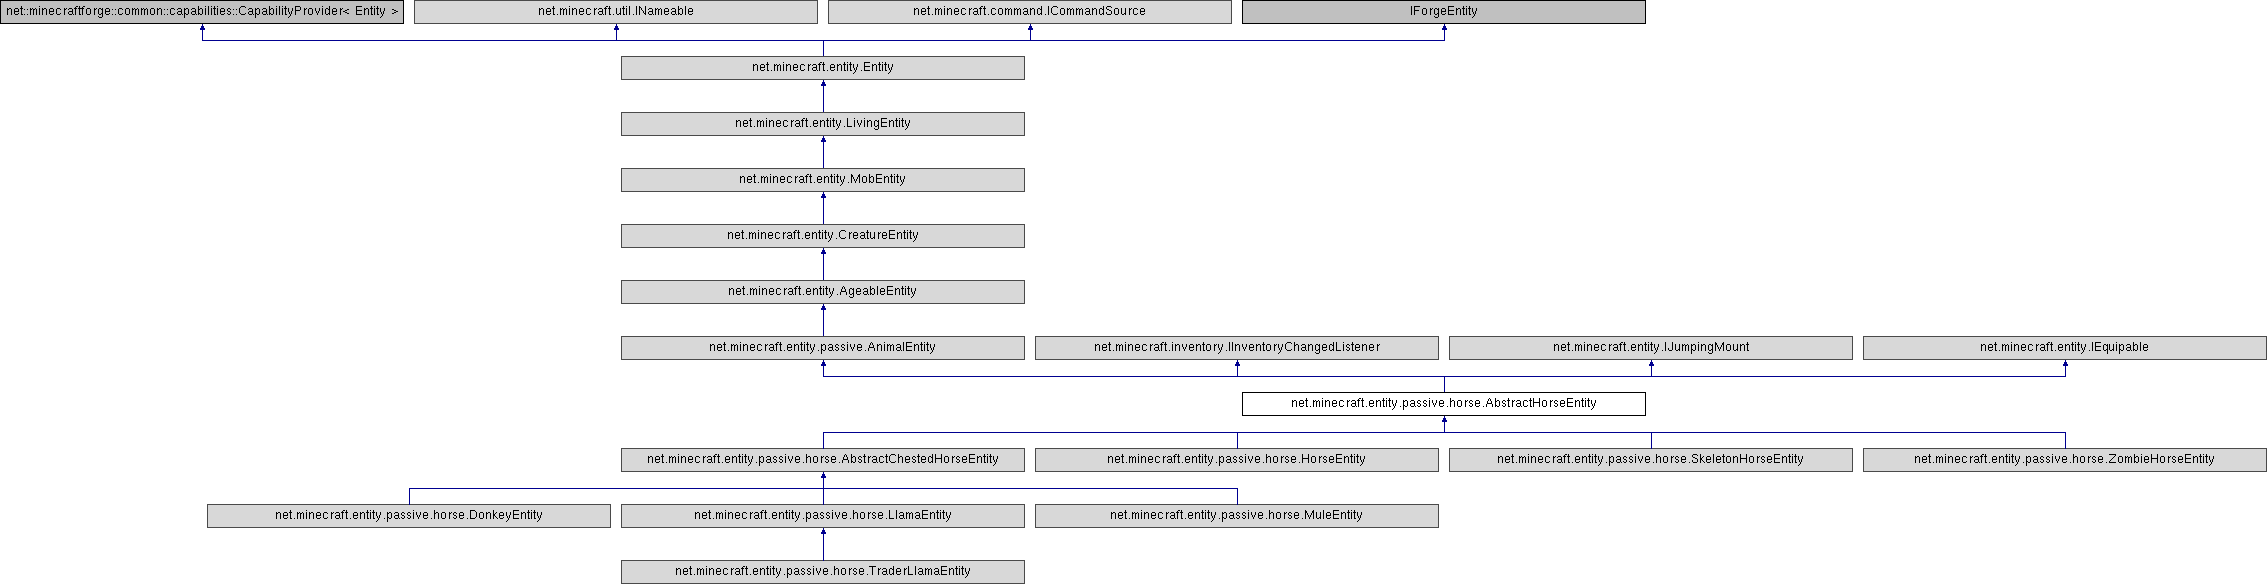 net::minecraftforge::common::capabilities::CapabilityProvider< Entity >
net.minecraft.util.INameable
net.minecraft.command.ICommandSource
IForgeEntity
net.minecraft.entity.Entity
net.minecraft.entity.LivingEntity
net.minecraft.entity.MobEntity
net.minecraft.entity.CreatureEntity
net.minecraft.entity.AgeableEntity
net.minecraft.entity.passive.AnimalEntity
net.minecraft.inventory.IInventoryChangedListener
net.minecraft.entity.IJumpingMount
net.minecraft.entity.IEquipable
net.minecraft.entity.passive.horse.AbstractHorseEntity
net.minecraft.entity.passive.horse.AbstractChestedHorseEntity
net.minecraft.entity.passive.horse.HorseEntity
net.minecraft.entity.passive.horse.SkeletonHorseEntity
net.minecraft.entity.passive.horse.ZombieHorseEntity
net.minecraft.entity.passive.horse.DonkeyEntity
net.minecraft.entity.passive.horse.LlamaEntity
net.minecraft.entity.passive.horse.MuleEntity
net.minecraft.entity.passive.horse.TraderLlamaEntity